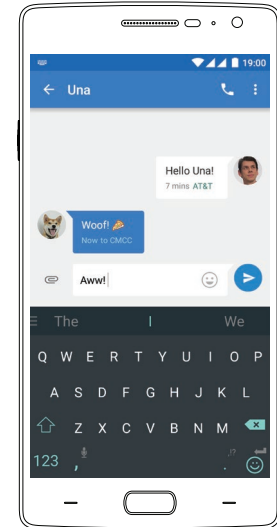 19:00
Una
Hello Una!
7 mins AT&T
Woof! 🍕
Now to CMCC
Aww!
The I We
Q W E R T Y U I O P
A S D F G H J K L
Z X C V B N M
123 , .
,!?